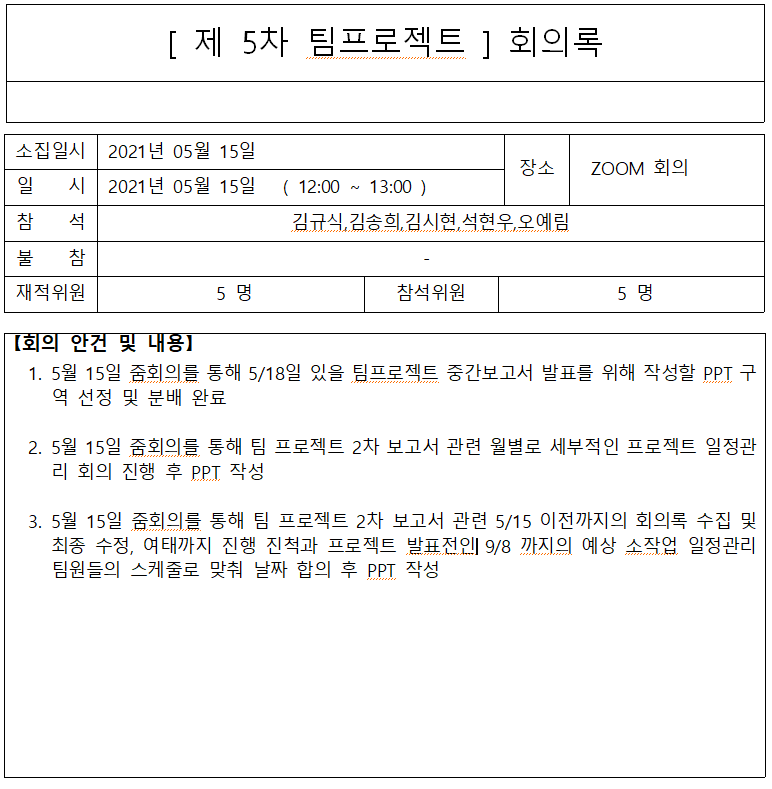 [ 제 5차 팀프로젝트 ] 회의록
소집일시 2021년 05월 15일 장소 ZOOM 회의
일 시 2021년 05월 15일 ( 12:00 ~ 13:00 )
참 석 김규식,김송희,김시현,석현우,오예림
불 참 -
재적위원 5 명 참석위원 5 명
【회의 안건 및 내용】
1. 5월 15일 줌회의를 통해 5/18일 있을 팀프로젝트 중간보고서 발표를 위해 작성할 PPT 구
역 선정 및 분배 완료
2. 5월 15일 줌회의를 통해 팀 프로젝트 2차 보고서 관련 월별로 세부적인 프로젝트 일정관
리 회의 진행 후 PPT 작성
3. 5월 15일 줌회의를 통해 팀 프로젝트 2차 보고서 관련 5/15 이전까지의 회의록 수집 및
최종 수정, 여태까지 진행 진척과 프로젝트 발표전인 9/8 까지의 예상 소작업 일정관리
팀원들의 스케줄로 맞춰 날짜 합의 후 PPT 작성